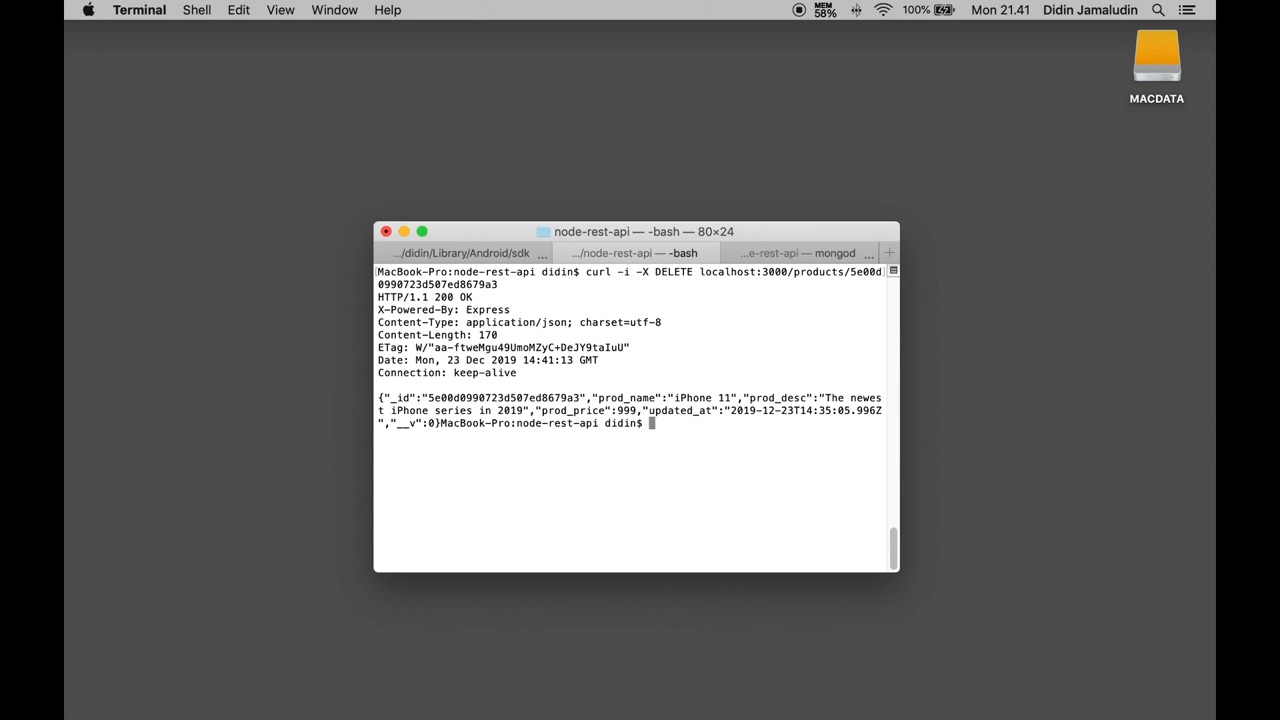 Terminal Shell Edit View Window Help MEM 58% 100% Mon 21.41 Didin Jamaludin
MACDATA
node-rest-api — -bash — 80×24
.../didin/Library/Android/sdk ... .../node-rest-api — -bash ...e-rest-api — mongod ... +
[MacBook-Pro:node-rest-api didin$ curl -i -X DELETE localhost:3000/products/5e00d]
0990723d507ed8679a3
HTTP/1.1 200 OK
X-Powered-By: Express
Content-Type: application/json; charset=utf-8
Content-Length: 170
ETag: W/"aa-ftweMgu49UmoMZyC+DeJY9taIuU"
Date: Mon, 23 Dec 2019 14:41:13 GMT
Connection: keep-alive
{"_id":"5e00d0990723d507ed8679a3","prod_name":"iPhone 11","prod_desc":"The newes
t iPhone series in 2019","prod_price":999,"updated_at":"2019-12-23T14:35:05.996Z
","__v":0}MacBook-Pro:node-rest-api didin$